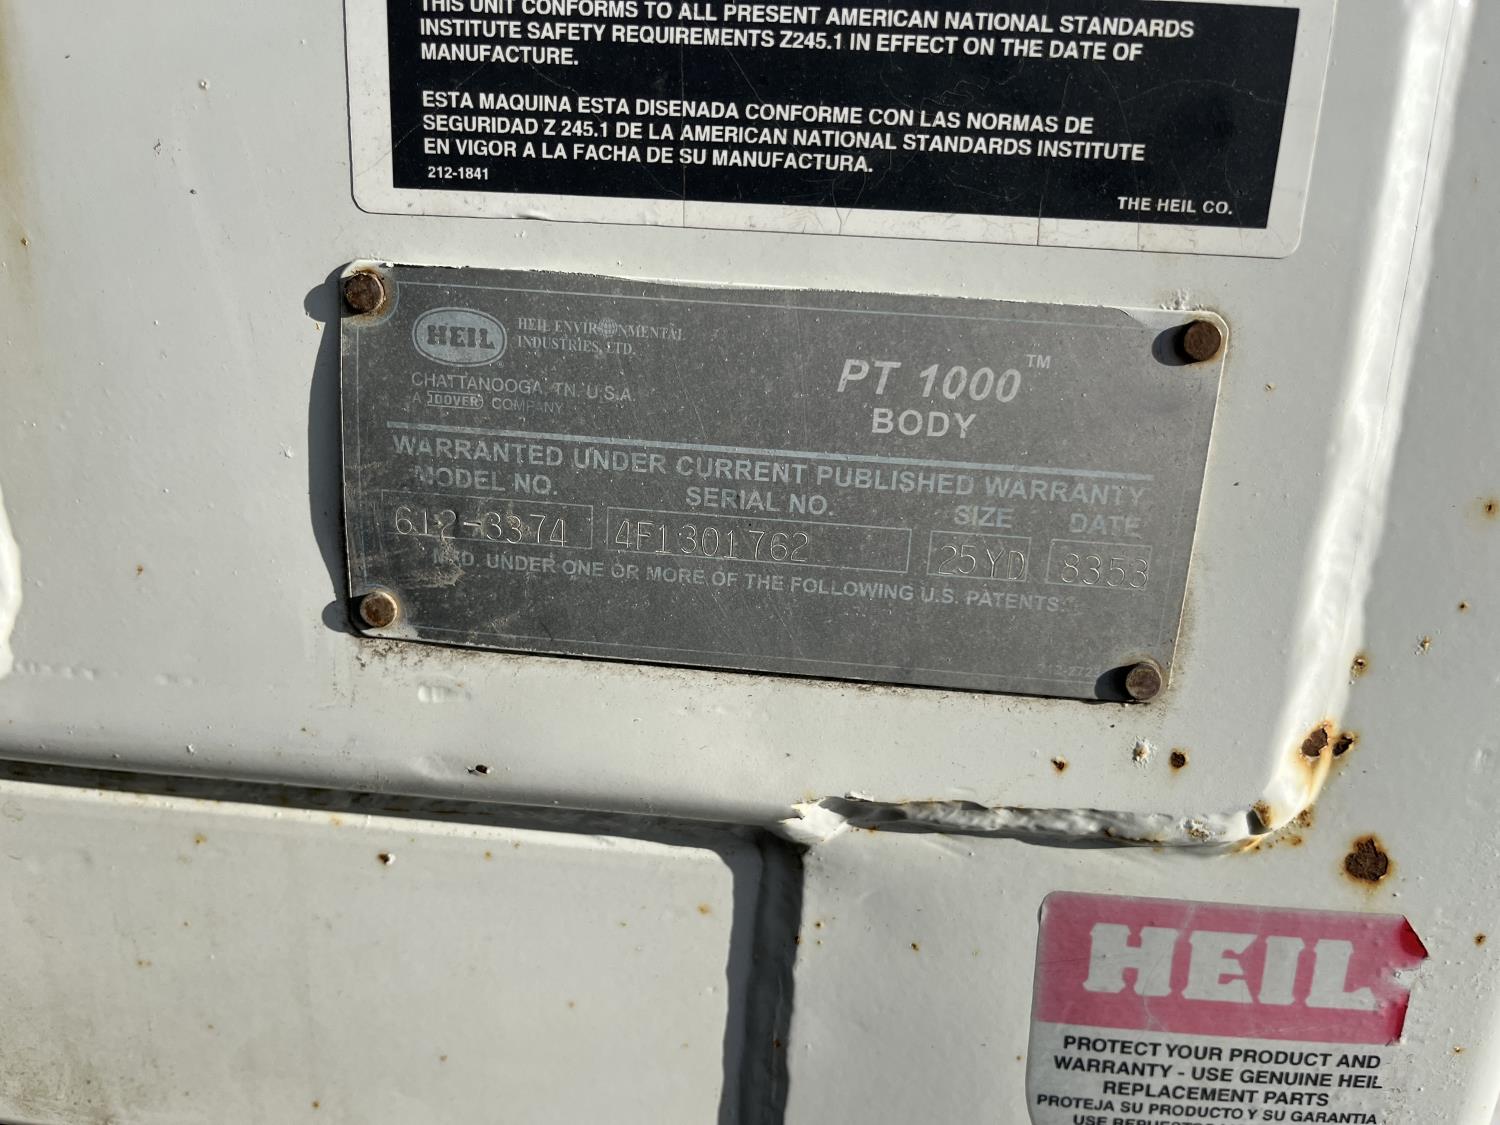 THIS UNIT CONFORMS TO ALL PRESENT AMERICAN NATIONAL STANDARDS
INSTITUTE SAFETY REQUIREMENTS Z245.1 IN EFFECT ON THE DATE OF
MANUFACTURE.
ESTA MAQUINA ESTA DISENADA CONFORME CON LAS NORMAS DE
SEGURIDAD Z 245.1 DE LA AMERICAN NATIONAL STANDARDS INSTITUTE
EN VIGOR A LA FACHA DE SU MANUFACTURA.
212-1841
THE HEIL CO.
HEIL
HEIL ENVIRONMENTAL
INDUSTRIES, LTD.
CHATTANOOGA, TN. U.S.A.
A DOVER COMPANY
PT 1000™
BODY
WARRANTED UNDER CURRENT PUBLISHED WARRANTY
MODEL NO. SERIAL NO. SIZE DATE
612-3374 4F1301762 25YD 8353
MFD. UNDER ONE OR MORE OF THE FOLLOWING U.S. PATENTS:
HEIL
PROTECT YOUR PRODUCT AND
WARRANTY - USE GENUINE HEIL
REPLACEMENT PARTS
PROTEJA SU PRODUCTO Y SU GARANTIA